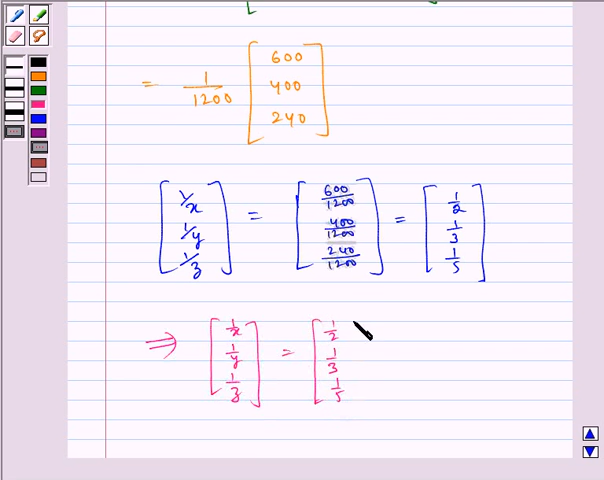 = 1/1200 [600 400 240]
[1/x 1/y 1/z] = [600/1200 400/1200 240/1200] = [1/2 1/3 1/5]
⇒ [1/x 1/y 1/z] = [1/2 1/3 1/5